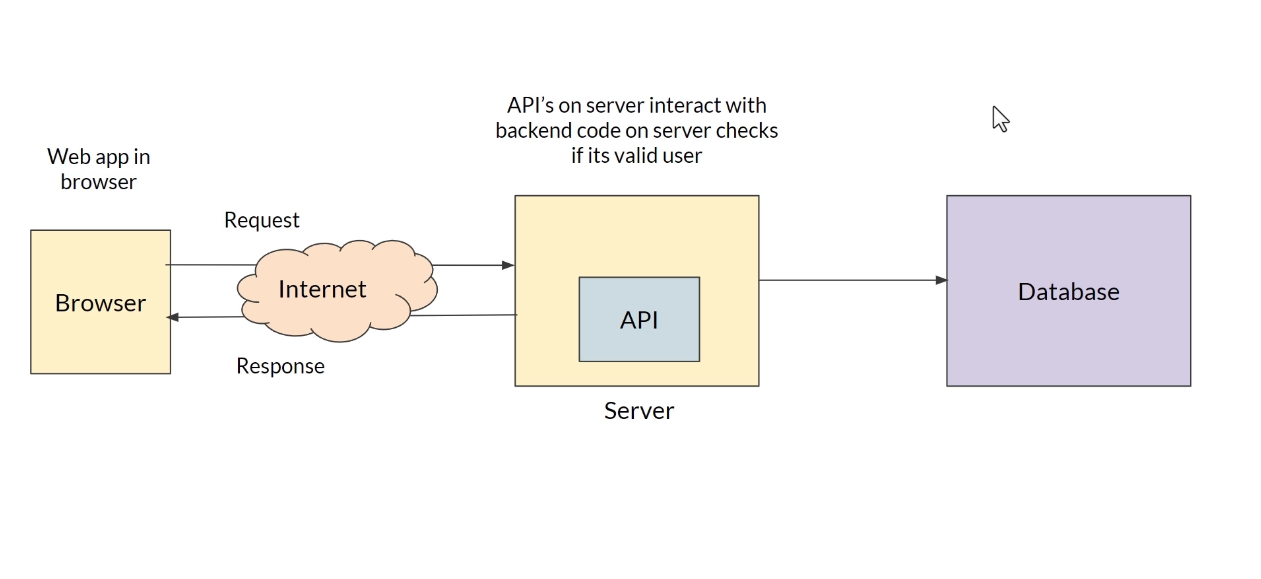 Web app in
browser
Browser
Request
Internet
Response
API's on server interact with
backend code on server checks
if its valid user
API
Server
Database